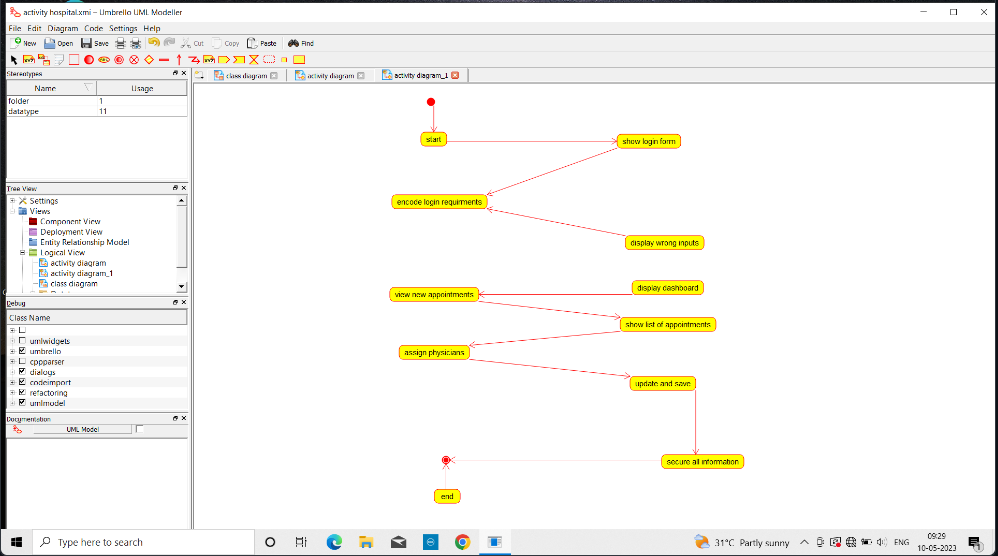 activity hospital.xmi – Umbrello UML Modeller
File Edit Diagram Code Settings Help
New Open Save Cut Copy Paste Find
Stereotypes
Name Usage
folder 1
datatype 11
Tree View
Settings
Views
Component View
Deployment View
Entity Relationship Model
Logical View
activity diagram
activity diagram_1
class diagram
Debug
Class Name
umlwidgets
umbrello
cppparser
dialogs
codeimport
refactoring
umlmodel
Documentation
UML Model
class diagram activity diagram activity diagram_1
start
show login form
encode login requirments
display wrong inputs
display dashboard
view new appointments
show list of appointments
assign physicians
update and save
secure all information
end
Type here to search
31°C Partly sunny
ENG
09:29
10-05-2023
1